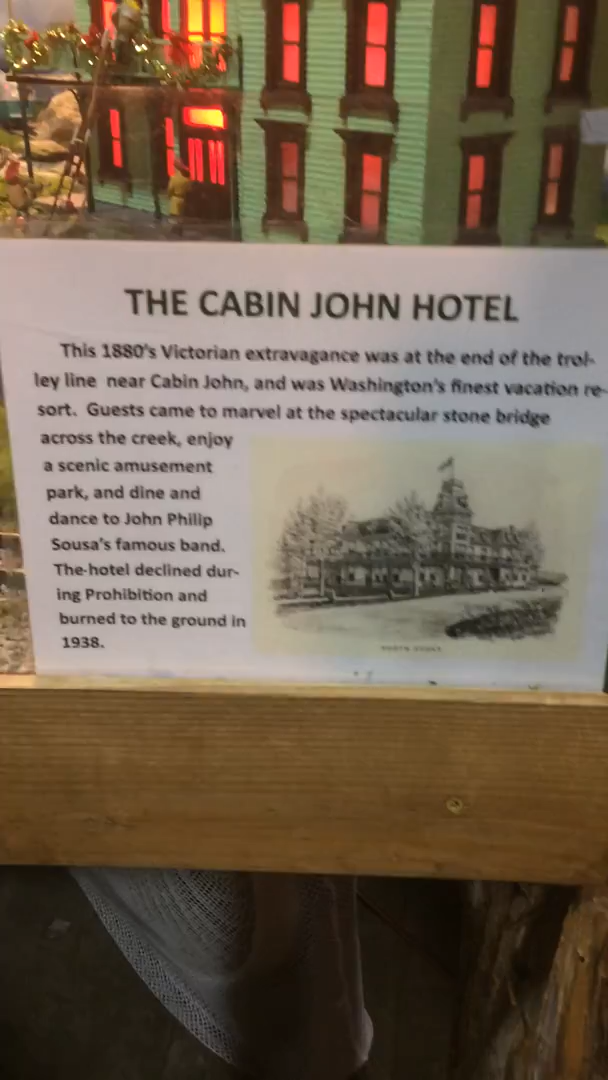 THE CABIN JOHN HOTEL
This 1880's Victorian extravagance was at the end of the trol-
ley line near Cabin John, and was Washington's finest vacation re-
sort. Guests came to marvel at the spectacular stone bridge
across the creek, enjoy
a scenic amusement
park, and dine and
dance to John Philip
Sousa's famous band.
The hotel declined dur-
ing Prohibition and
burned to the ground in
1938.